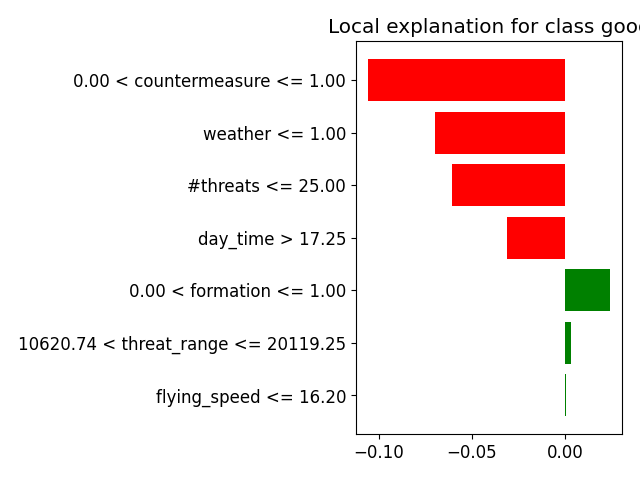 Local explanation for class goo
0.00 < countermeasure <= 1.00
weather <= 1.00
#threats <= 25.00
day_time > 17.25
0.00 < formation <= 1.00
10620.74 < threat_range <= 20119.25
flying_speed <= 16.20
−0.10 −0.05 0.00